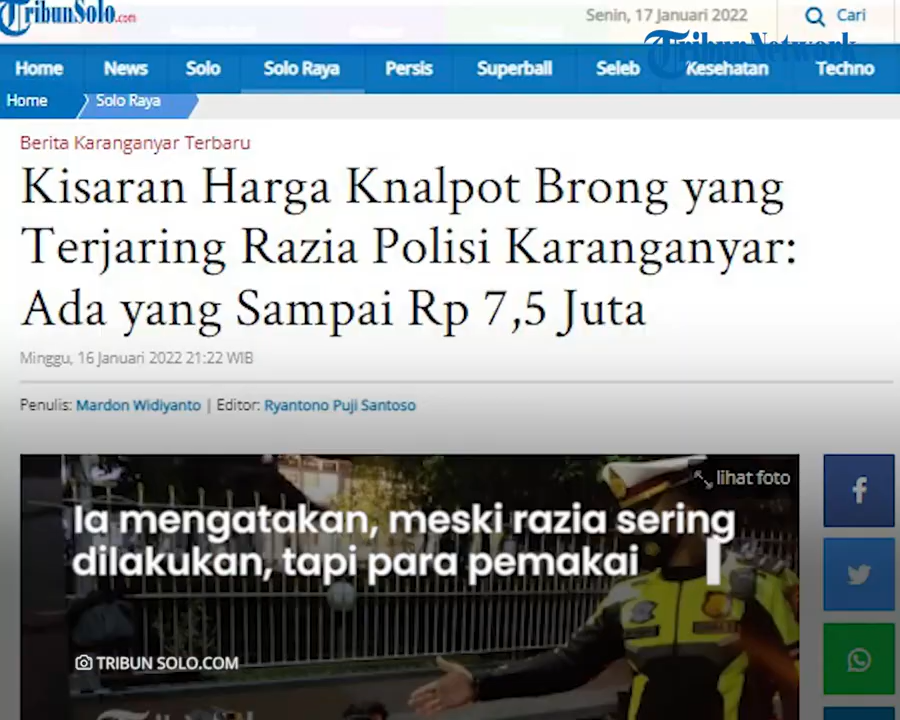 TribunSolo.com
Senin, 17 Januari 2022
Cari
TribunNetwork
Home News Solo Solo Raya Persis Superball Seleb Kesehatan Techno
Home Solo Raya
Berita Karanganyar Terbaru
Kisaran Harga Knalpot Brong yang
Terjaring Razia Polisi Karanganyar:
Ada yang Sampai Rp 7,5 Juta
Minggu, 16 Januari 2022 21:22 WIB
Penulis: Mardon Widiyanto | Editor: Ryantono Puji Santoso
lihat foto
Ia mengatakan, meski razia sering
dilakukan, tapi para pemakai
TRIBUN SOLO.COM